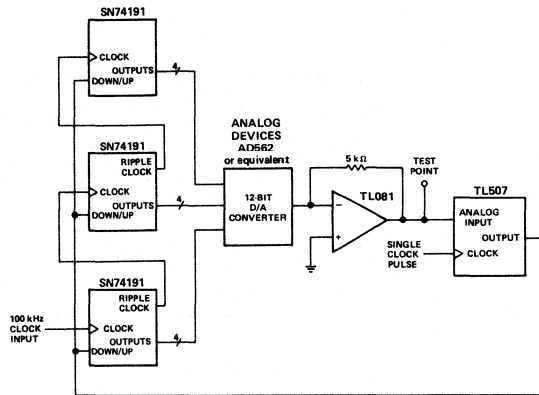 SN74191
CLOCK
OUTPUTS
DOWN/UP
4
SN74191
RIPPLE
CLOCK
CLOCK
OUTPUTS
DOWN/UP
4
SN74191
RIPPLE
CLOCK
100 kHz
CLOCK
INPUT
CLOCK
OUTPUTS
DOWN/UP
4
ANALOG
DEVICES
AD562
or equivalent
12-BIT
D/A
CONVERTER
5 kΩ
TL081
−
+
TEST
POINT
TL507
ANALOG
INPUT
OUTPUT
SINGLE
CLOCK
PULSE
CLOCK